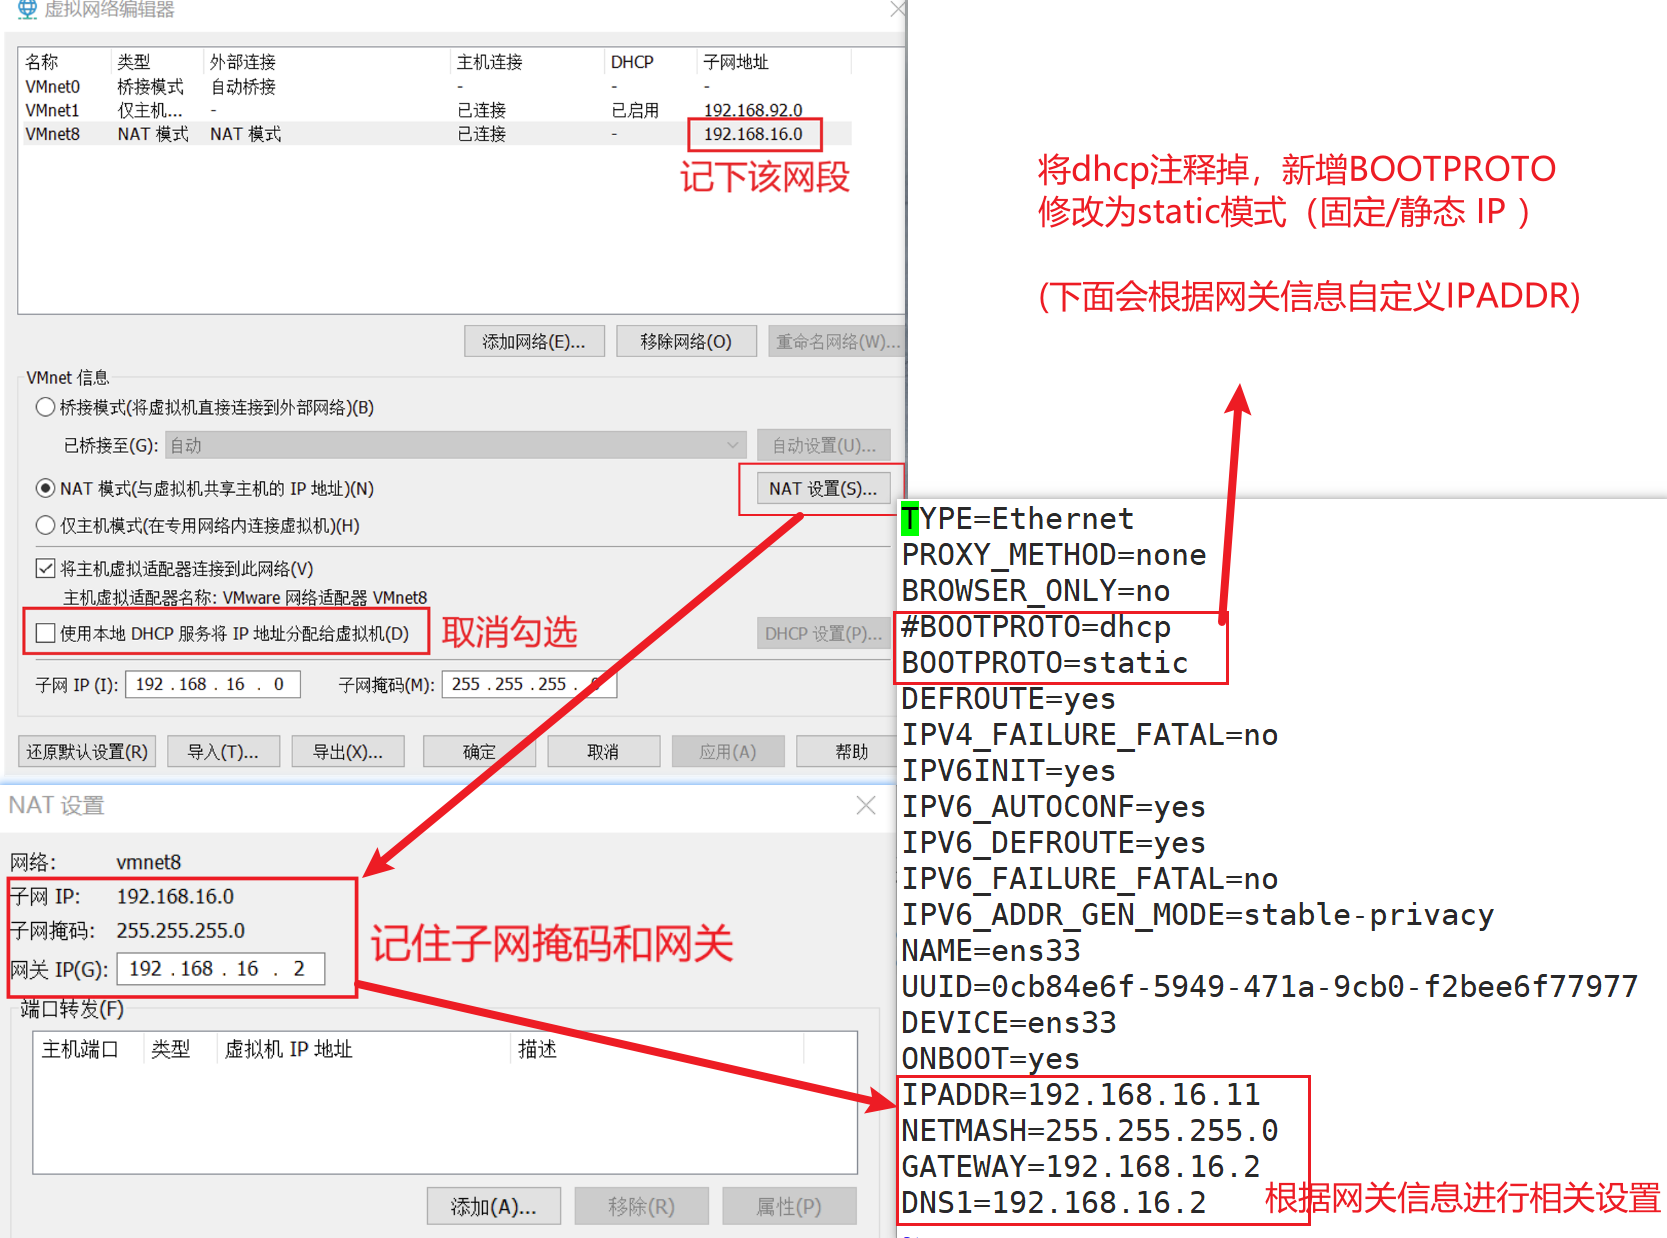 虚拟网络编辑器
名称 类型 外部连接 主机连接 DHCP 子网地址
VMnet0 桥接模式 自动桥接 - - -
VMnet1 仅主机... - 已连接 已启用 192.168.92.0
VMnet8 NAT 模式 NAT 模式 已连接 - 192.168.16.0
记下该网段
添加网络(E)... 移除网络(O) 重命名网络(W)...
VMnet 信息
桥接模式(将虚拟机直接连接到外部网络)(B)
已桥接至(G): 自动 自动设置(U)...
NAT 模式(与虚拟机共享主机的 IP 地址)(N) NAT 设置(S)...
仅主机模式(在专用网络内连接虚拟机)(H)
将主机虚拟适配器连接到此网络(V)
主机虚拟适配器名称: VMware 网络适配器 VMnet8
使用本地 DHCP 服务将 IP 地址分配给虚拟机(D) 取消勾选 DHCP 设置(P)...
子网 IP (I): 192 . 168 . 16 . 0 子网掩码(M): 255 . 255 . 255 . 0
还原默认设置(R) 导入(T)... 导出(X)... 确定 取消 应用(A) 帮助
NAT 设置
网络: vmnet8
子网 IP: 192.168.16.0
子网掩码: 255.255.255.0
网关 IP(G): 192 . 168 . 16 . 2
记住子网掩码和网关
端口转发(F)
主机端口 类型 虚拟机 IP 地址 描述
添加(A)... 移除(R) 属性(P)
将dhcp注释掉，新增BOOTPROTO
修改为static模式（固定/静态 IP ）
(下面会根据网关信息自定义IPADDR)
TYPE=Ethernet
PROXY_METHOD=none
BROWSER_ONLY=no
#BOOTPROTO=dhcp
BOOTPROTO=static
DEFROUTE=yes
IPV4_FAILURE_FATAL=no
IPV6INIT=yes
IPV6_AUTOCONF=yes
IPV6_DEFROUTE=yes
IPV6_FAILURE_FATAL=no
IPV6_ADDR_GEN_MODE=stable-privacy
NAME=ens33
UUID=0cb84e6f-5949-471a-9cb0-f2bee6f77977
DEVICE=ens33
ONBOOT=yes
IPADDR=192.168.16.11
NETMASH=255.255.255.0
GATEWAY=192.168.16.2
DNS1=192.168.16.2
根据网关信息进行相关设置